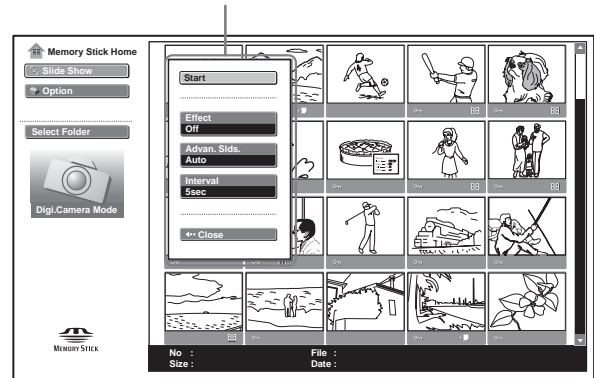 Memory Stick Home
Slide Show
Option
Select Folder
Digi.Camera Mode
MEMORY STICK
Start
Effect
Off
Advan. Slds.
Auto
Interval
5sec
Close
No :
File :
Size :
Date :